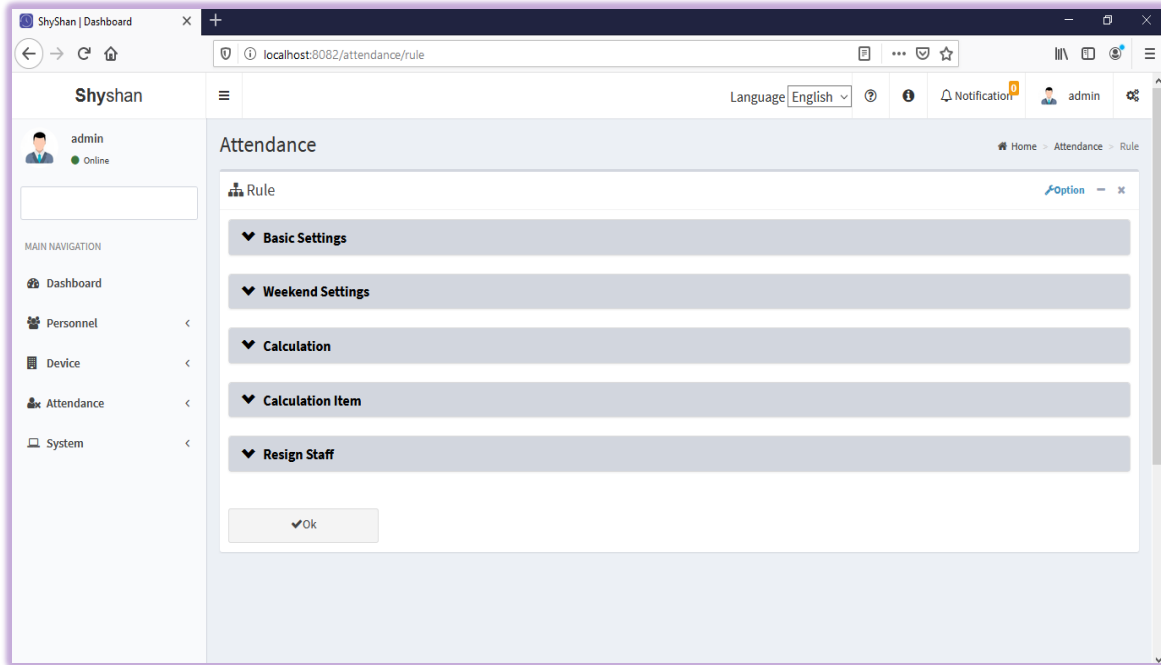 ShyShan | Dashboard
localhost:8082/attendance/rule
Shyshan
Language English
0
Notification
admin
admin
Online
Attendance
Home > Attendance > Rule
Rule
Option
MAIN NAVIGATION
Dashboard
Personnel
Device
Attendance
System
Basic Settings
Weekend Settings
Calculation
Calculation Item
Resign Staff
Ok